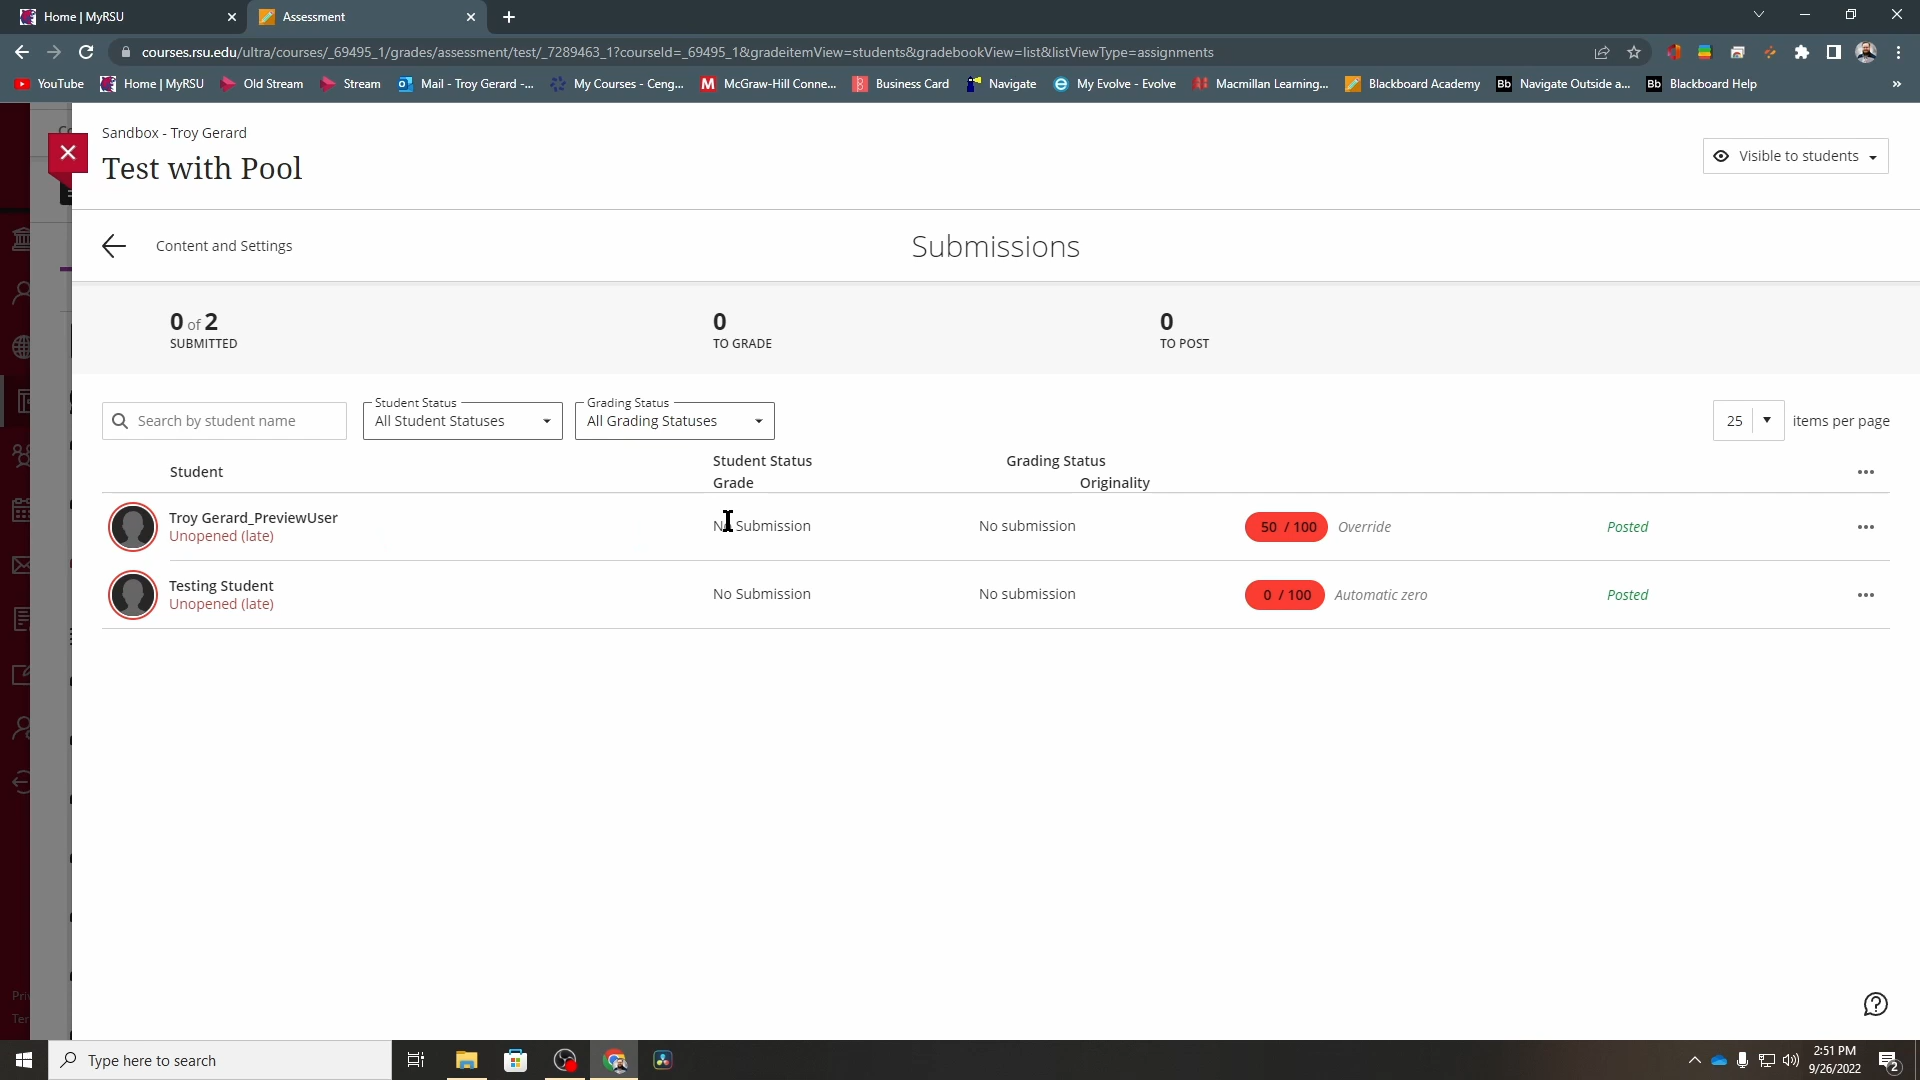 Home | MyRSU
Assessment
courses.rsu.edu/ultra/courses/_69495_1/grades/assessment/test/_7289463_1?courseId=_69495_1&gradeitemView=students&gradebookView=list&listViewType=assignments
YouTube Home | MyRSU Old Stream Stream Mail - Troy Gerard -... My Courses - Ceng... McGraw-Hill Conne... Business Card Navigate My Evolve - Evolve Macmillan Learning... Blackboard Academy Bb Navigate Outside a... Bb Blackboard Help »
Sandbox - Troy Gerard
Test with Pool
Visible to students
Content and Settings
Submissions
0 of 2
SUBMITTED
0
TO GRADE
0
TO POST
Search by student name
Student Status
All Student Statuses
Grading Status
All Grading Statuses
25 items per page
Student
Student Status
Grading Status
Grade
Originality
Troy Gerard_PreviewUser
Unopened (late)
No Submission
No submission
50 / 100 Override
Posted
Testing Student
Unopened (late)
No Submission
No submission
0 / 100 Automatic zero
Posted
Pri
Ter
Type here to search
2:51 PM
9/26/2022
2